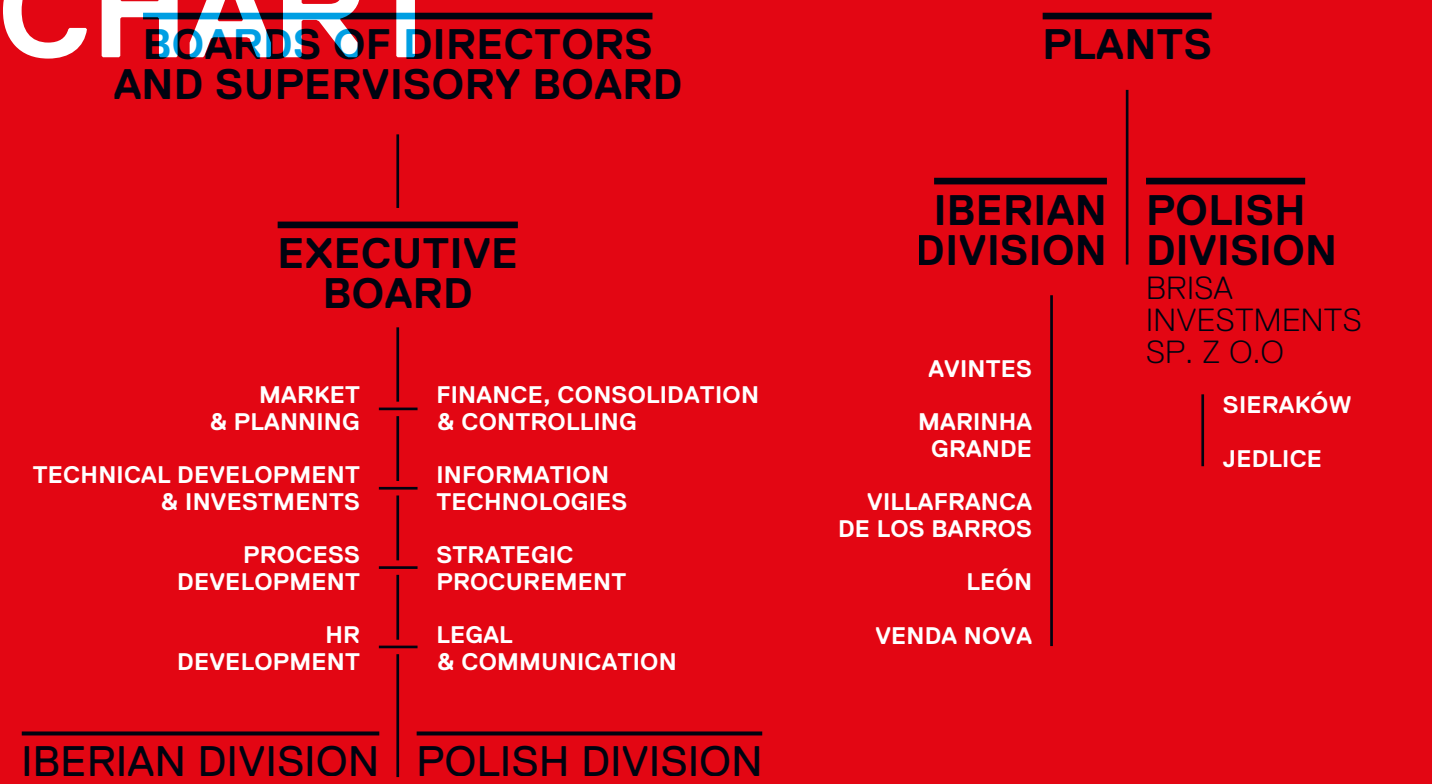 CHART
BOARDS OF DIRECTORS
AND SUPERVISORY BOARD
EXECUTIVE
BOARD
MARKET
& PLANNING
FINANCE, CONSOLIDATION
& CONTROLLING
TECHNICAL DEVELOPMENT
& INVESTMENTS
INFORMATION
TECHNOLOGIES
PROCESS
DEVELOPMENT
STRATEGIC
PROCUREMENT
HR
DEVELOPMENT
LEGAL
& COMMUNICATION
IBERIAN DIVISION
POLISH DIVISION
PLANTS
IBERIAN
DIVISION
AVINTES
MARINHA
GRANDE
VILLAFRANCA
DE LOS BARROS
LEÓN
VENDA NOVA
POLISH
DIVISION
BRISA
INVESTMENTS
SP. Z O.O
SIERAKÓW
JEDLICE